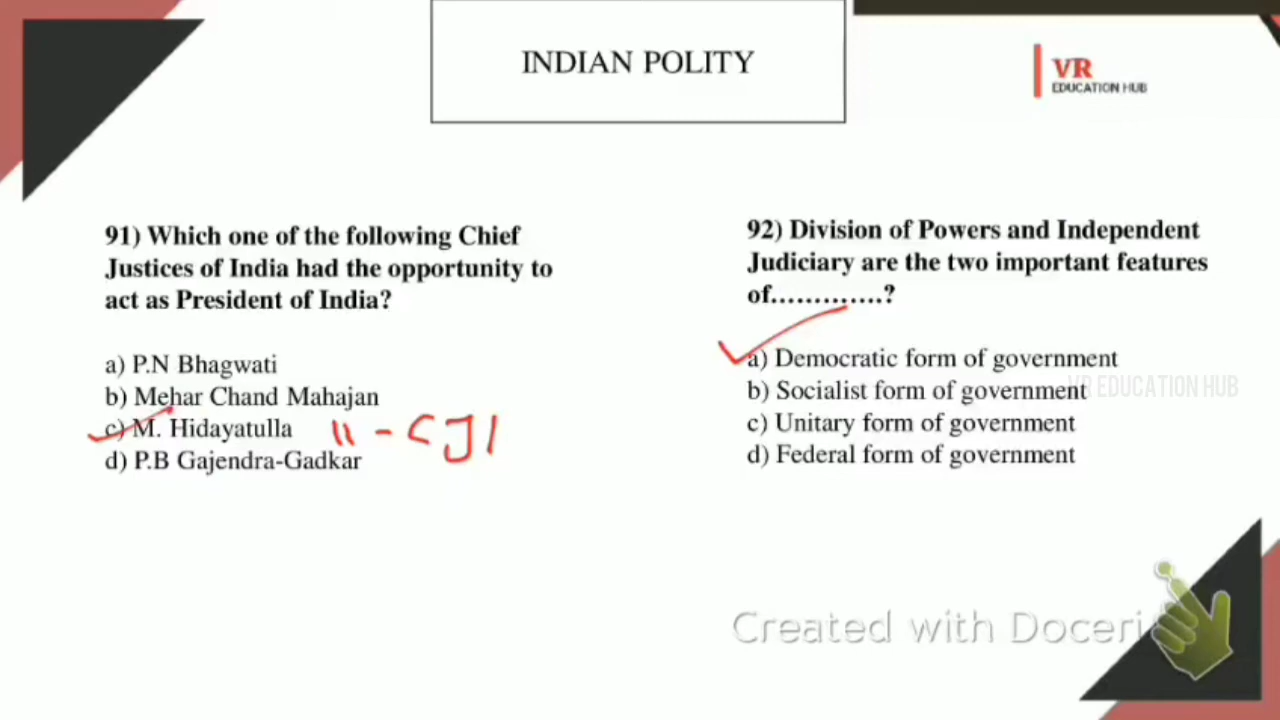 INDIAN POLITY
VR
EDUCATION HUB
91) Which one of the following Chief
Justices of India had the opportunity to
act as President of India?
a) P.N Bhagwati
b) Mehar Chand Mahajan
c) M. Hidayatulla 11 - CJI
d) P.B Gajendra-Gadkar
92) Division of Powers and Independent
Judiciary are the two important features
of.............?
a) Democratic form of government
b) Socialist form of government
c) Unitary form of government
d) Federal form of government
VR EDUCATION HUB
Created with Doceri